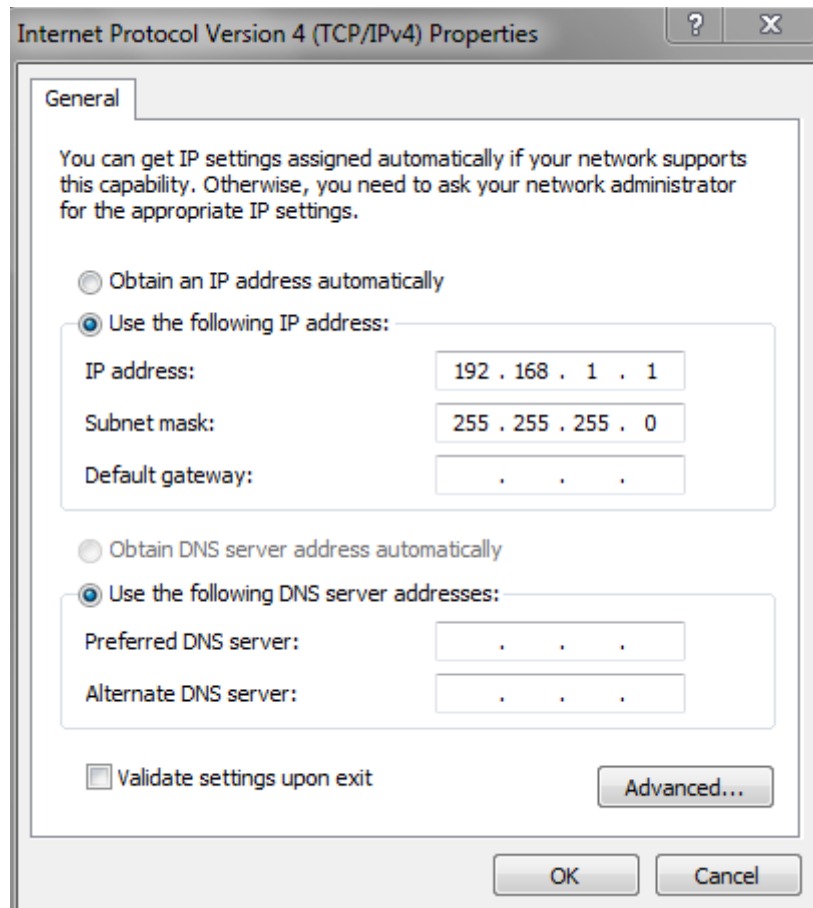 Internet Protocol Version 4 (TCP/IPv4) Properties
?
General
You can get IP settings assigned automatically if your network supports
this capability. Otherwise, you need to ask your network administrator
for the appropriate IP settings.
Obtain an IP address automatically
Use the following IP address:
IP address: 192 . 168 . 1 . 1
Subnet mask: 255 . 255 . 255 . 0
Default gateway: . . .
Obtain DNS server address automatically
Use the following DNS server addresses:
Preferred DNS server: . . .
Alternate DNS server: . . .
Validate settings upon exit
Advanced...
OK Cancel